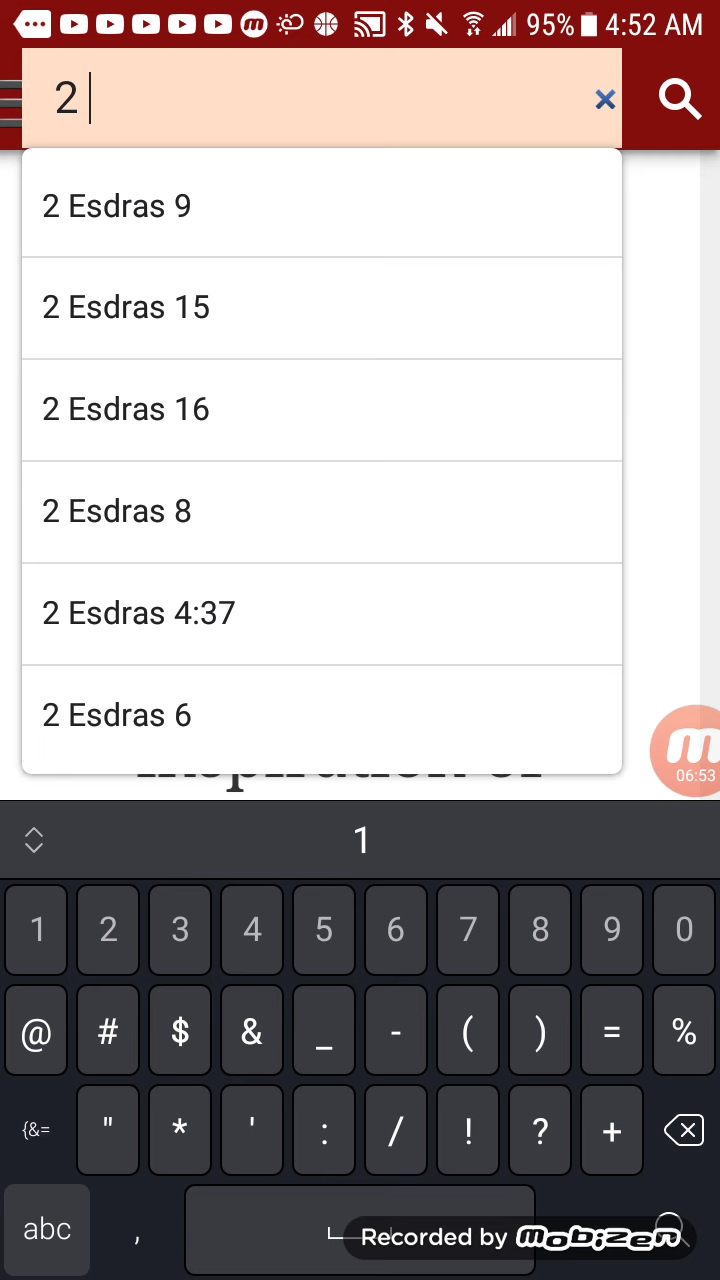 95% 4:52 AM
2
2 Esdras 9
2 Esdras 15
2 Esdras 16
2 Esdras 8
2 Esdras 4:37
2 Esdras 6
m
06:53
1
1 2 3 4 5 6 7 8 9 0
@ # $ & _ - ( ) = %
{&= " * ' : / ! ? +
abc ,
Recorded by mobizen